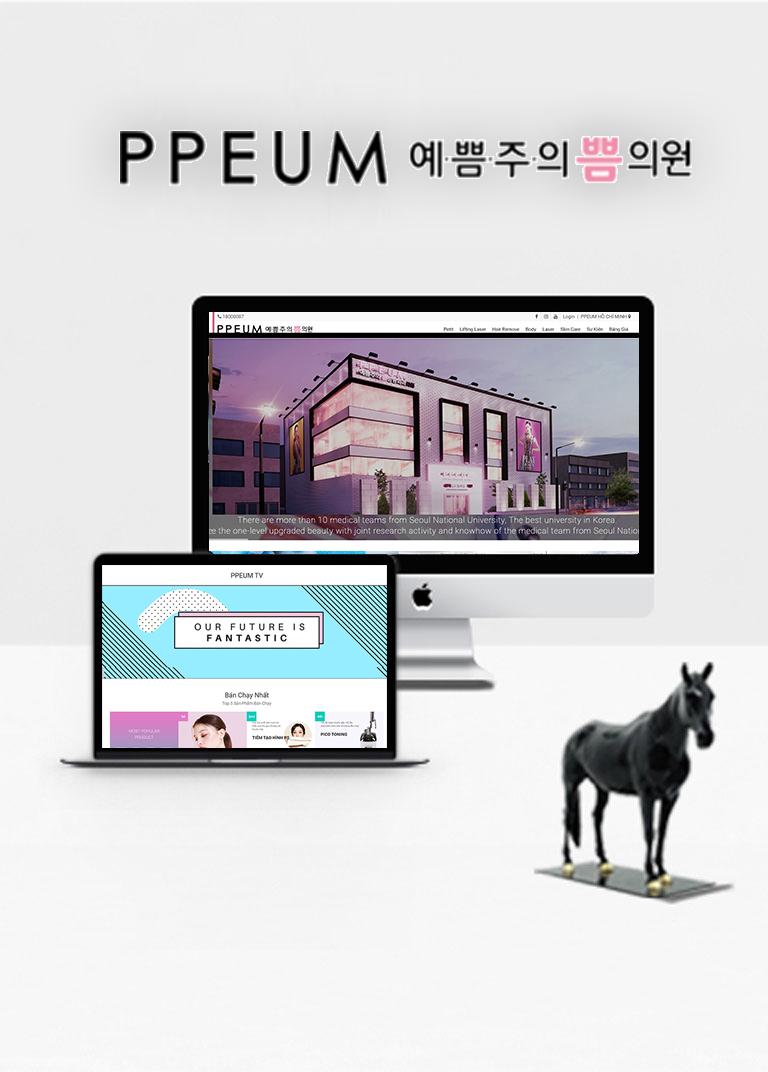 PPEUM 예·쁨·주·의 쁨 의원
18000087 Login | PPEUM HỒ CHÍ MINH
PPEUM 예·쁨·주·의 쁨 의원 Petit Lifting Laser Hair Remove Body Laser Skin Care Sự Kiện Bảng Giá
There are more than 10 medical teams from Seoul National University, The best university in Korea
ee the one-level upgraded beauty with joint research activity and knowhow of the medical team from Seoul Natio
PPEUM TV
OUR FUTURE IS
FANTASTIC
Bán Chạy Nhất
Top 5 Sản Phẩm Bán Chạy
MOST POPULAR
PRODUCT
TIÊM TẠO HÌNH
PICO TONING